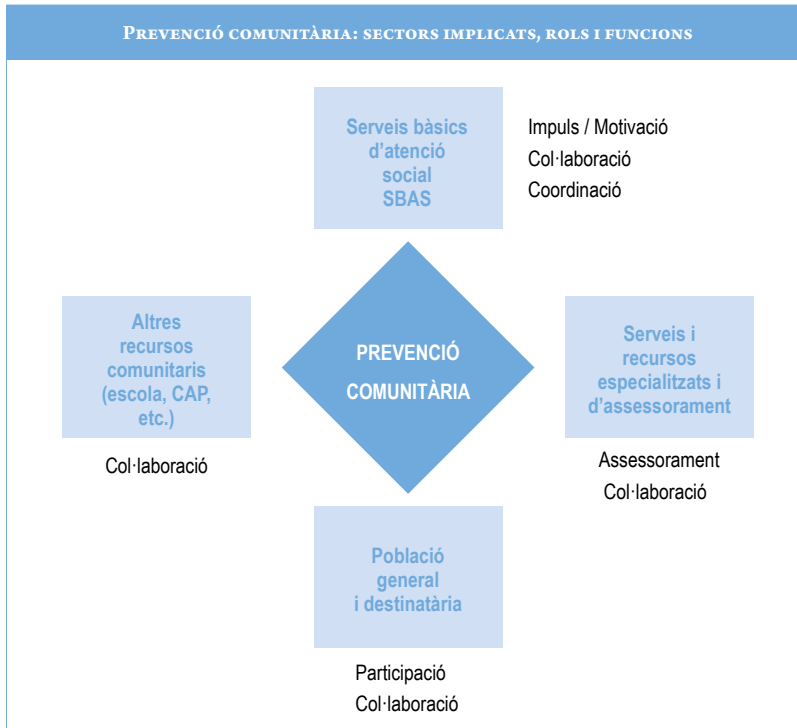 Prevenció comunitària: sectors implicats, rols i funcions
Serveis bàsics
d'atenció
social
SBAS
Impuls / Motivació
Col·laboració
Coordinació
Altres
recursos
comunitaris
(escola, CAP,
etc.)
Col·laboració
PREVENCIÓ
COMUNITÀRIA
Serveis i
recursos
especialitzats i
d'assessorament
Assessorament
Col·laboració
Població
general
i destinatària
Participació
Col·laboració